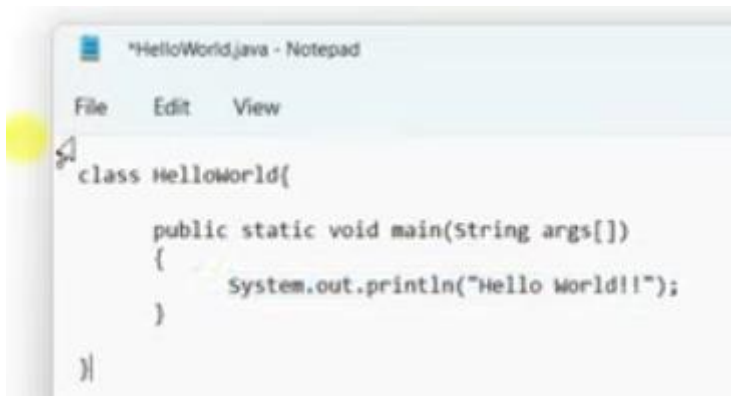 *HelloWorld.java - Notepad
File Edit View
class HelloWorld{
public static void main(String args[])
{
System.out.println("Hello World!!");
}
}